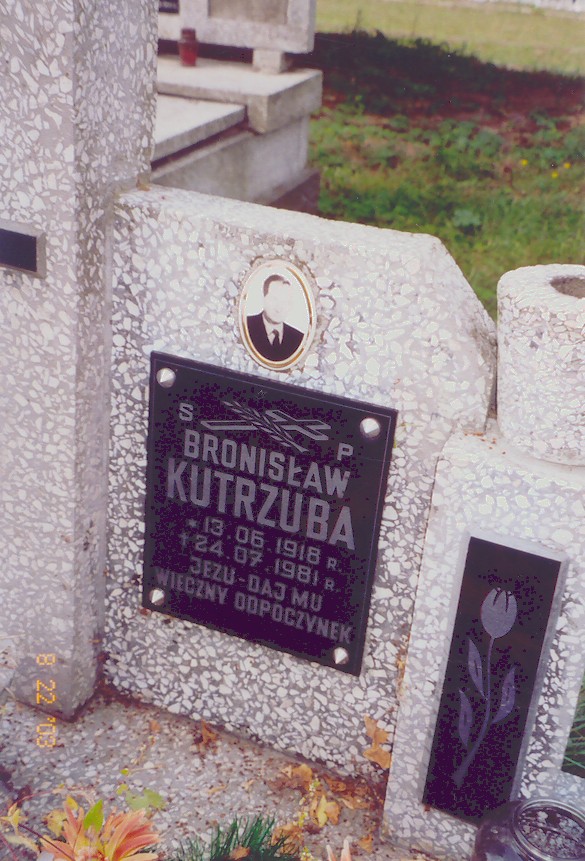 S P
BRONISŁAW
KUTRZUBA
* 13.06.1918 R.
† 24.07.1981 R.
JEZU-DAJ MU
WIECZNY ODPOCZYNEK
8 22 '03